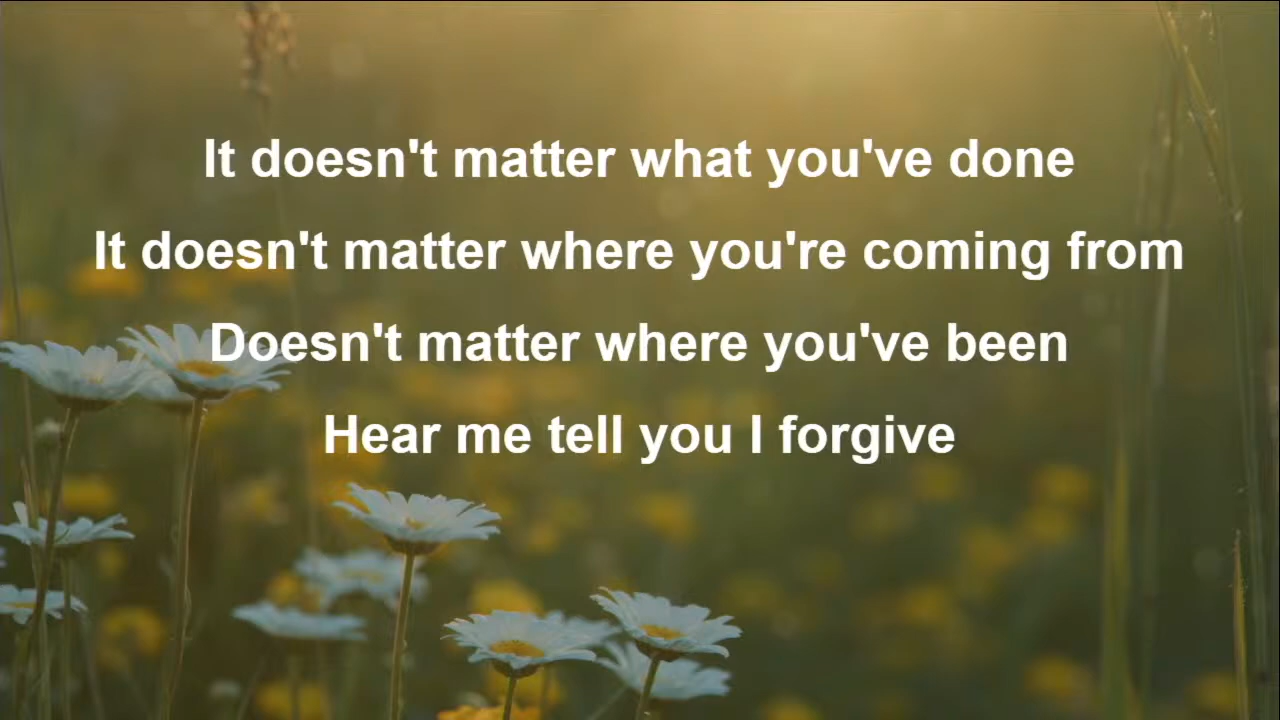 It doesn't matter what you've done
It doesn't matter where you're coming from
Doesn't matter where you've been
Hear me tell you I forgive